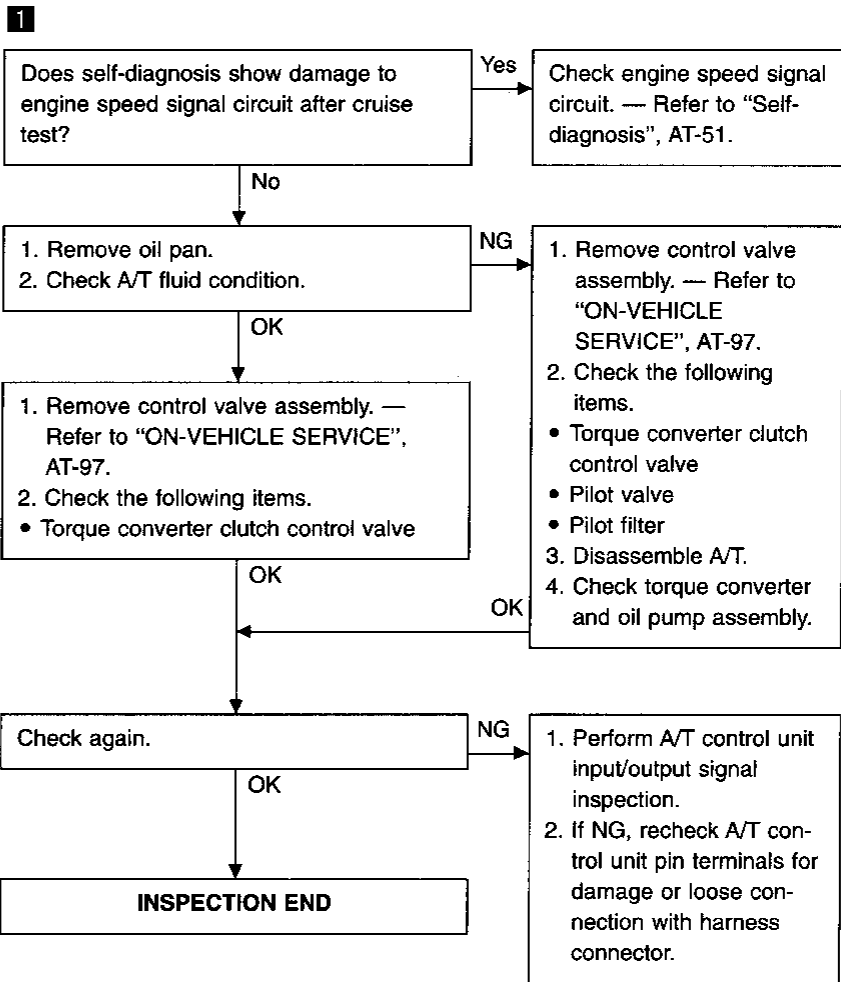 1
Does self-diagnosis show damage to
engine speed signal circuit after cruise
test?
Yes
Check engine speed signal
circuit. — Refer to “Self-
diagnosis”, AT-51.
No
1. Remove oil pan.
2. Check A/T fluid condition.
NG
1. Remove control valve
assembly. — Refer to
“ON-VEHICLE
SERVICE”, AT-97.
2. Check the following
items.
• Torque converter clutch
control valve
• Pilot valve
• Pilot filter
3. Disassemble A/T.
4. Check torque converter
and oil pump assembly.
OK
1. Remove control valve assembly. —
Refer to “ON-VEHICLE SERVICE”,
AT-97.
2. Check the following items.
• Torque converter clutch control valve
OK
OK
Check again.
NG
1. Perform A/T control unit
input/output signal
inspection.
2. If NG, recheck A/T con-
trol unit pin terminals for
damage or loose con-
nection with harness
connector.
OK
INSPECTION END